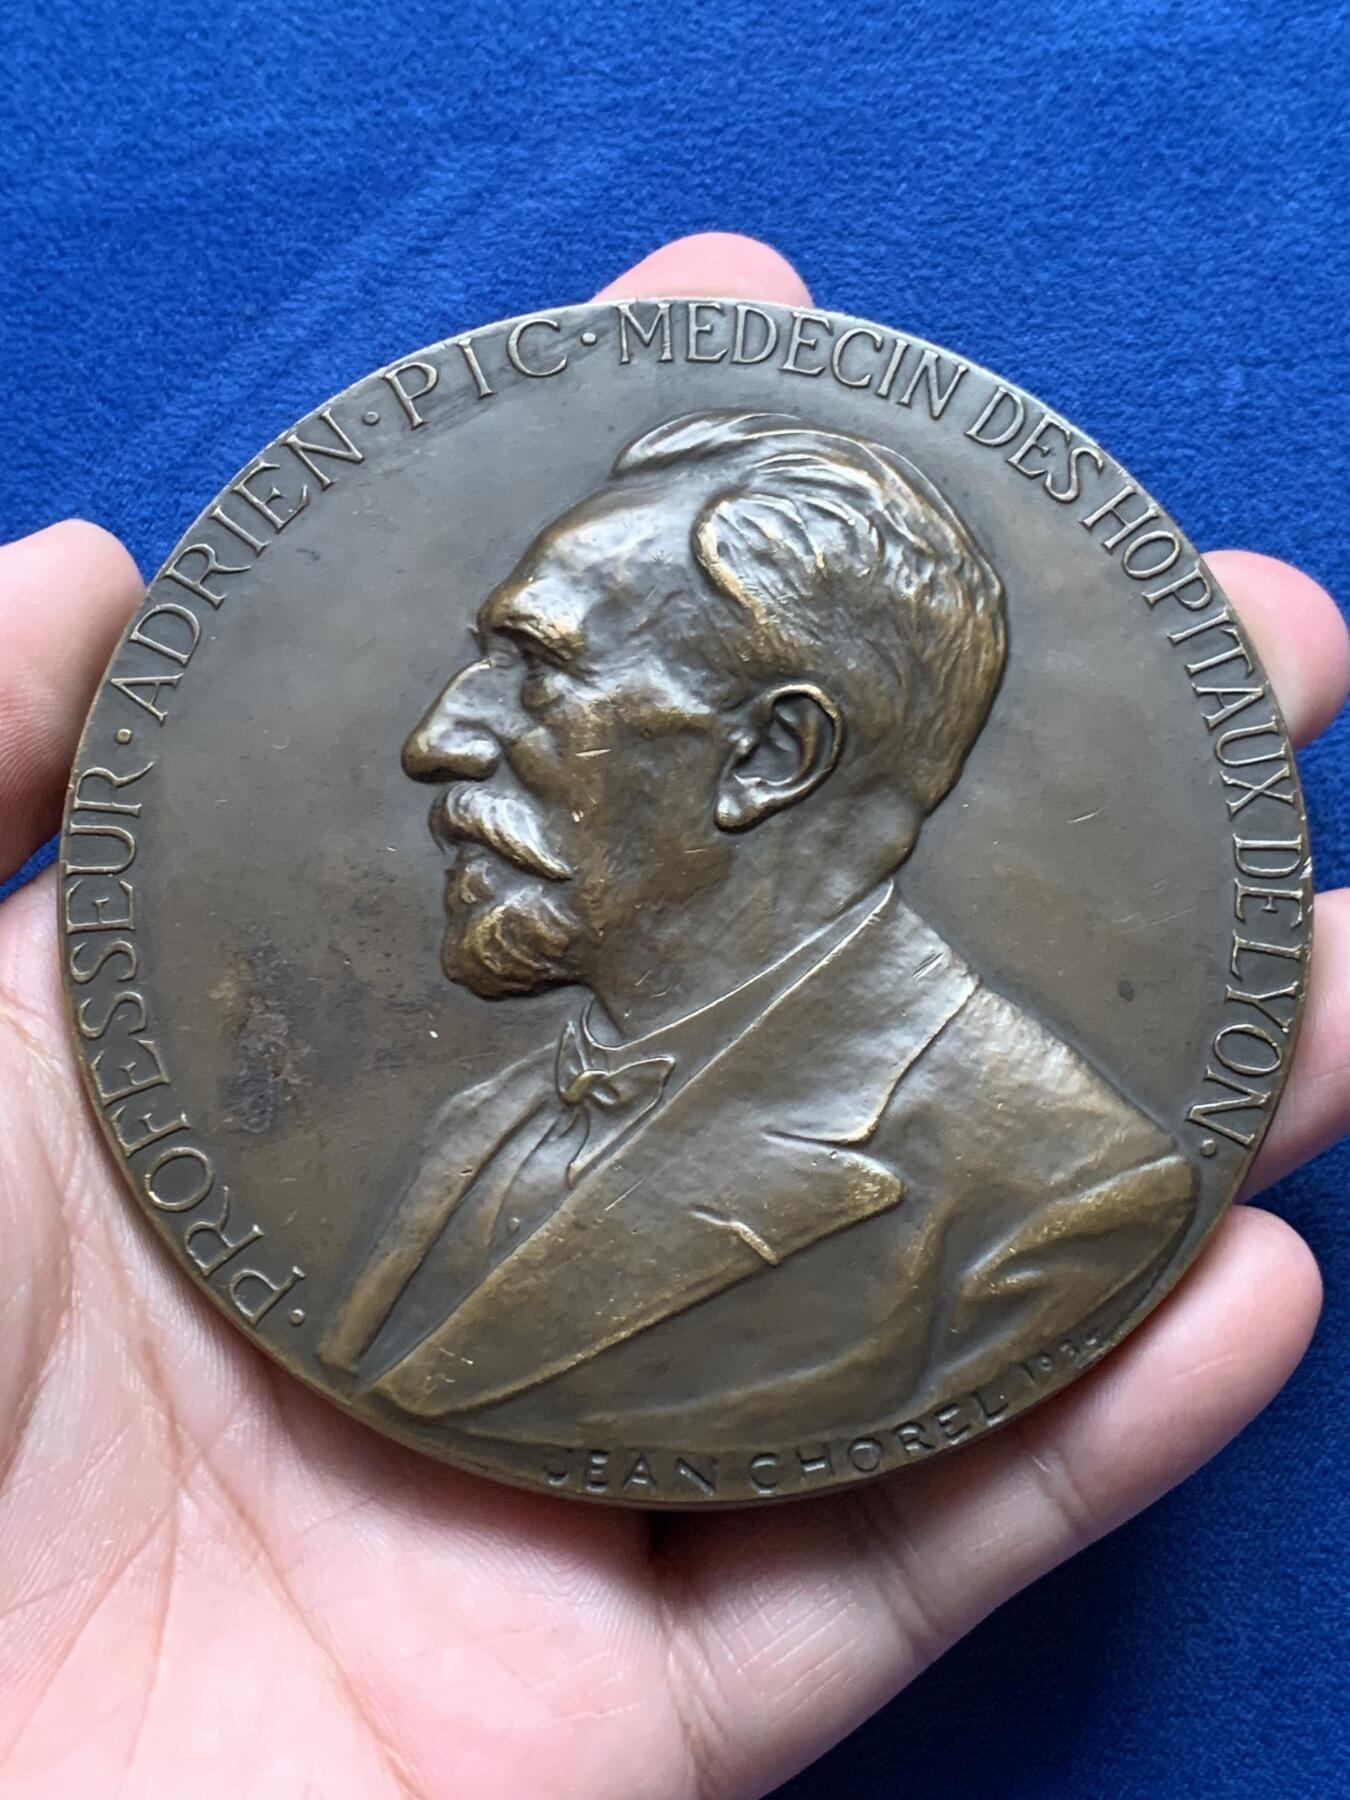 · PROFESSEUR · ADRIEN · PIC · MEDECIN DES HOPITAUX DE LYON ·
JEAN CHOREL